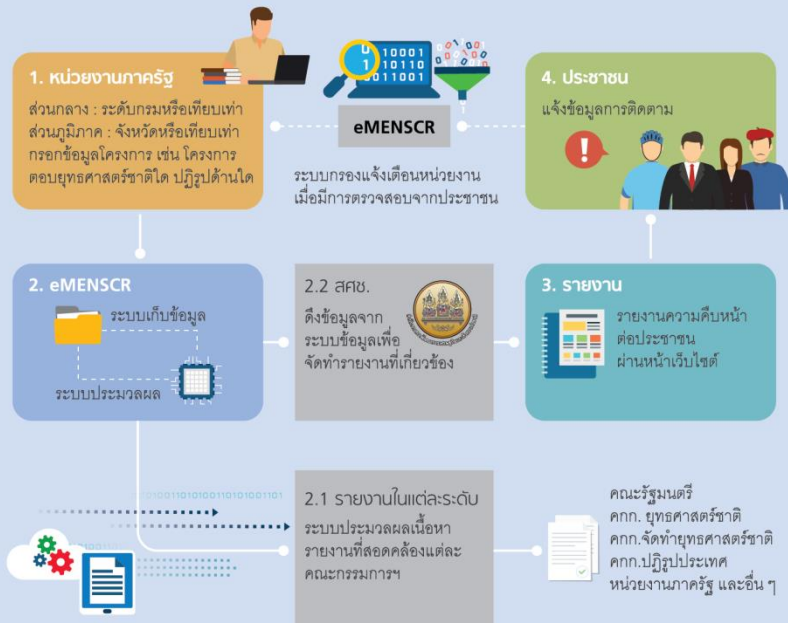 1. หน่วยงานภาครัฐ
ส่วนกลาง : ระดับกรมหรือเทียบเท่า
ส่วนภูมิภาค : จังหวัดหรือเทียบเท่า
กรอกข้อมูลโครงการ เช่น โครงการ
ตอบยุทธศาสตร์ชาติใด ปฏิรูปด้านใด
0 10001
1 110110
0011001
eMENSCR
ระบบกรองแจ้งเตือนหน่วยงาน
เมื่อมีการตรวจสอบจากประชาชน
4. ประชาชน
แจ้งข้อมูลการติดตาม
2. eMENSCR
ระบบเก็บข้อมูล
ระบบประมวลผล
2.2 สศช.
ดึงข้อมูลจาก
ระบบข้อมูลเพื่อ
จัดทำรายงานที่เกี่ยวข้อง
3. รายงาน
รายงานความคืบหน้า
ต่อประชาชน
ผ่านหน้าเว็บไซต์
2.1 รายงานในแต่ละระดับ
ระบบประมวลผลเนื้อหา
รายงานที่สอดคล้องแต่ละ
คณะกรรมการฯ
คณะรัฐมนตรี
คกก. ยุทธศาสตร์ชาติ
คกก.จัดทำยุทธศาสตร์ชาติ
คกก.ปฏิรูปประเทศ
หน่วยงานภาครัฐ และอื่น ๆ